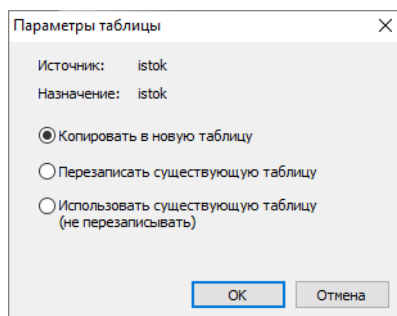 Параметры таблицы
Источник: istok
Назначение: istok
Копировать в новую таблицу
Перезаписать существующую таблицу
Использовать существующую таблицу
(не перезаписывать)
OK Отмена